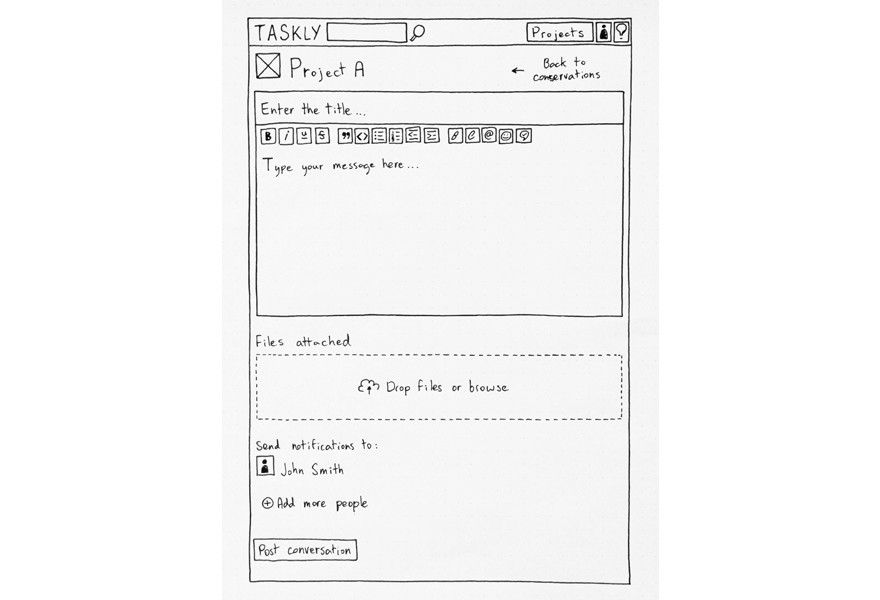 TASKLY
Projects
Project A
← Back to
conservations
Enter the title...
B i U S " <> @
Type your message here...
Files attached
Drop files or browse
Send notifications to:
John Smith
Add more people
Post conversation